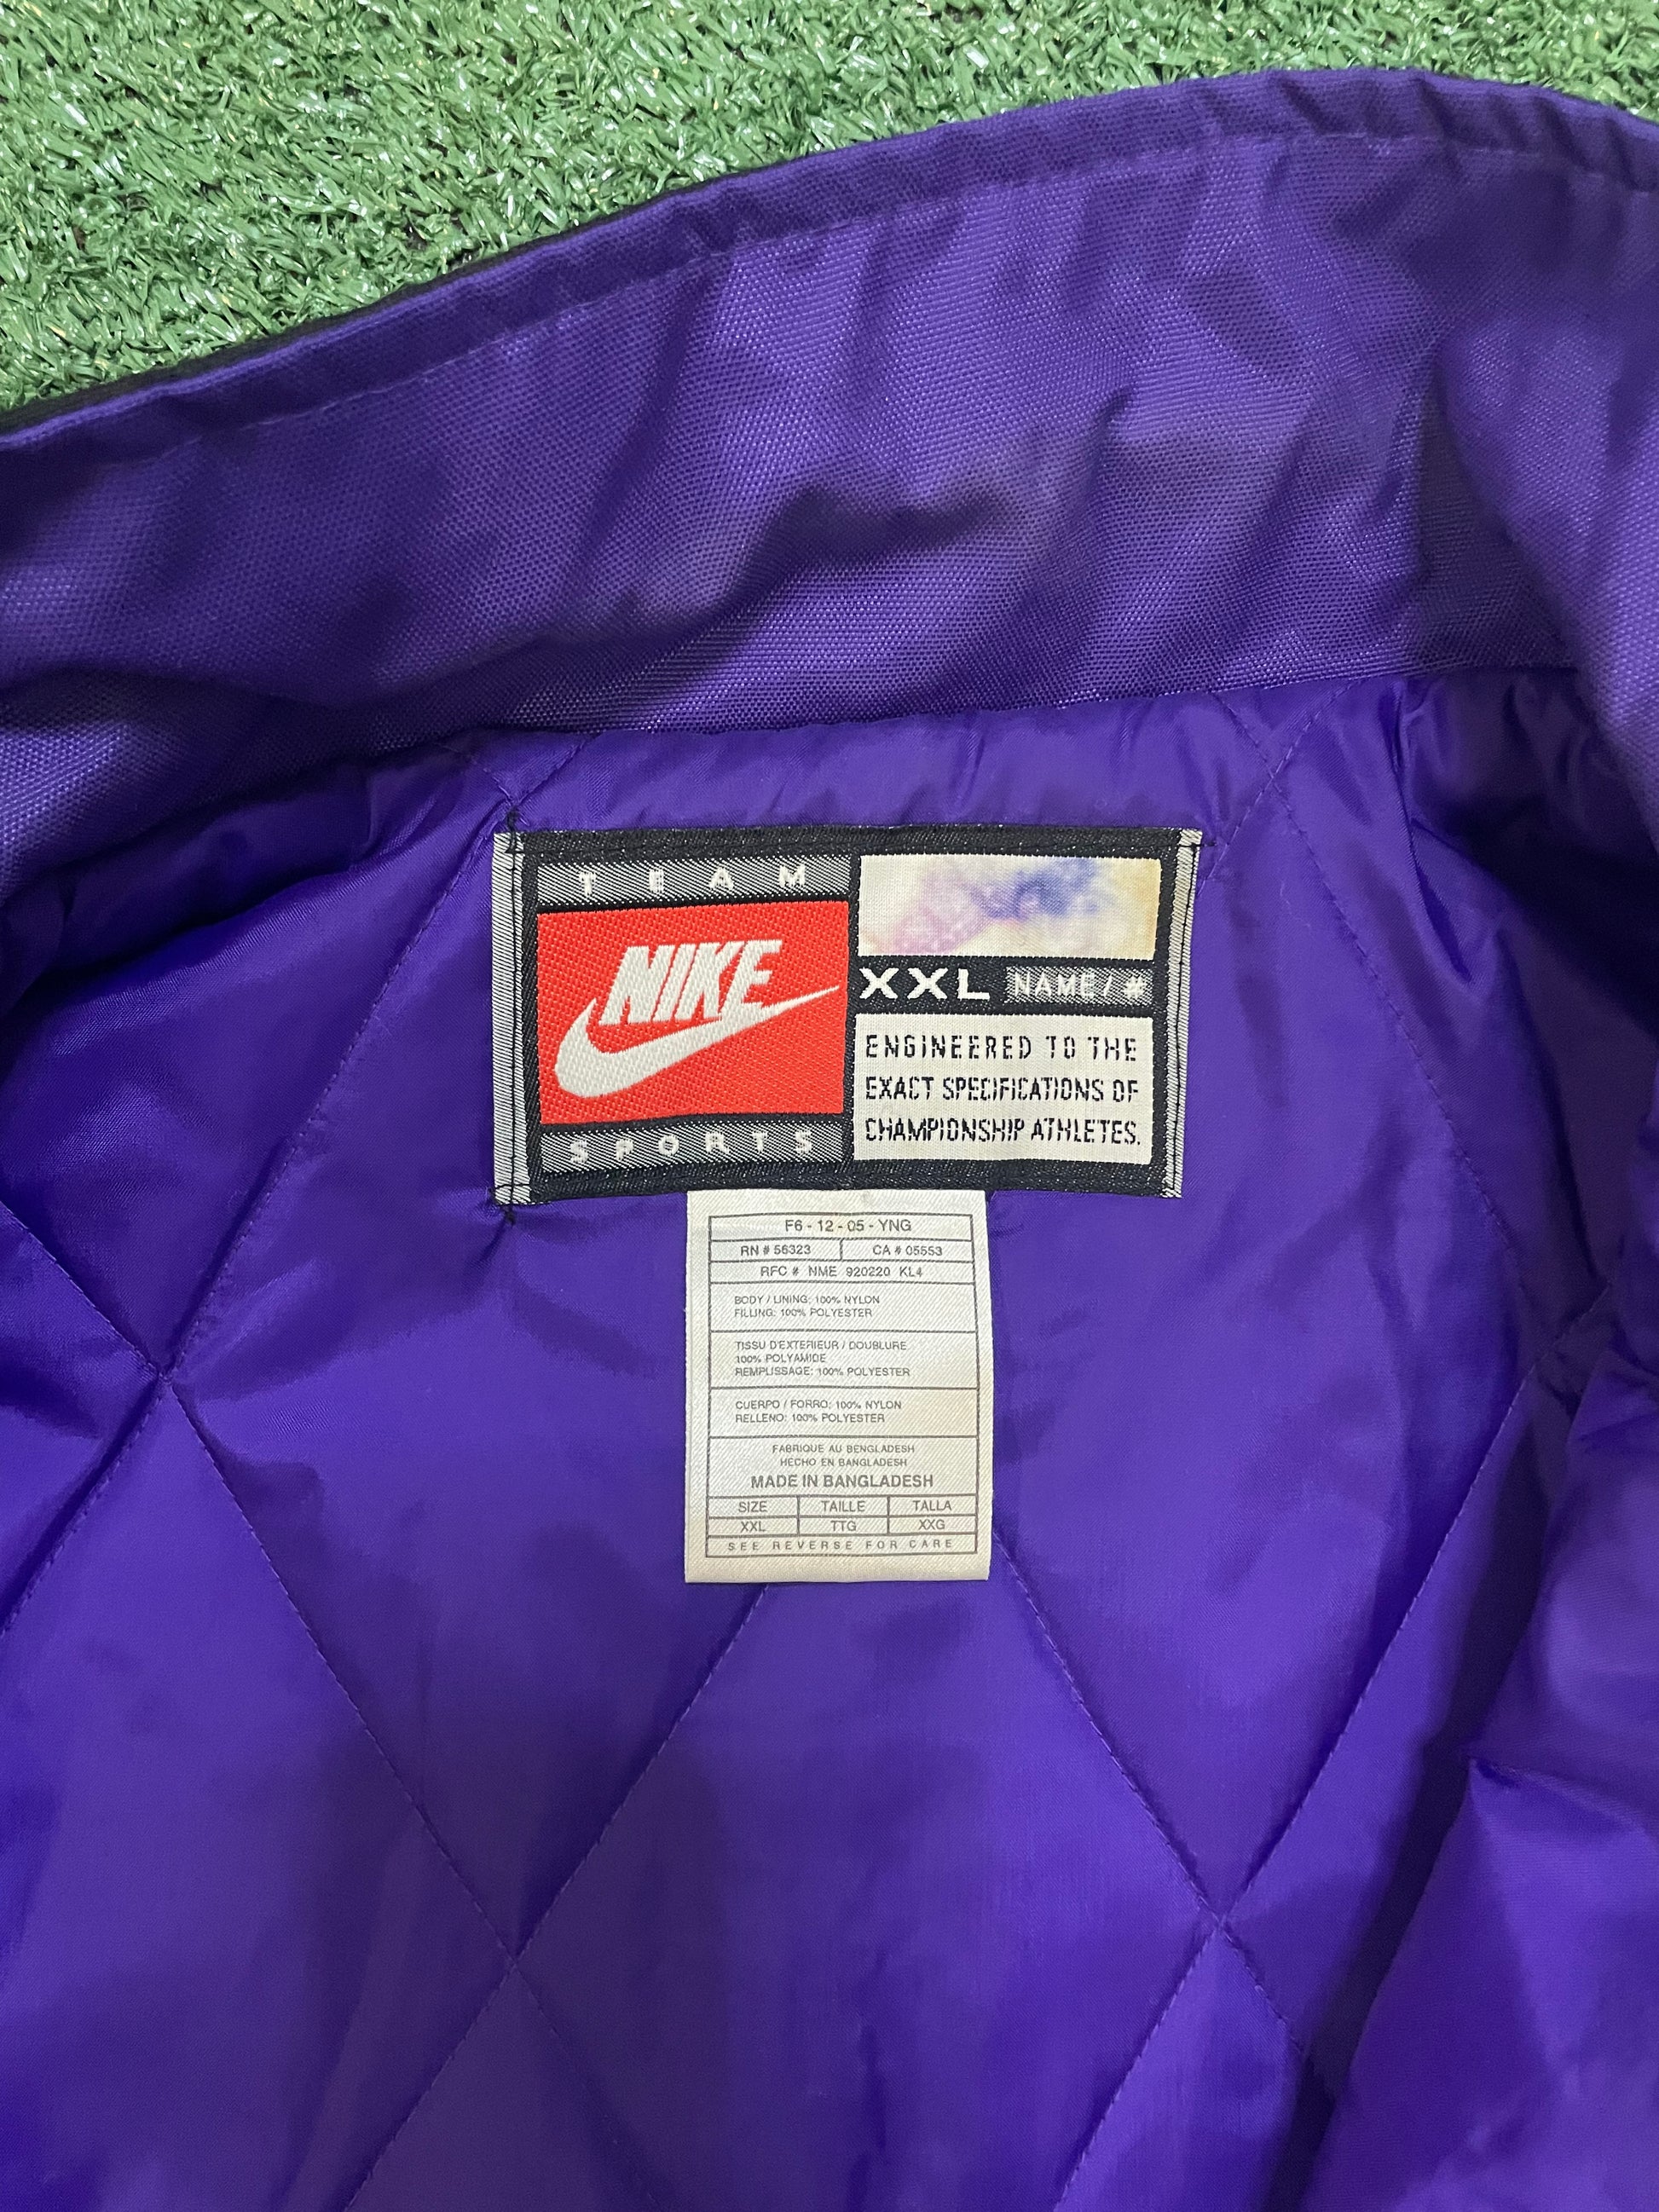 TEAM
NIKE
SPORTS
XXL NAME / #
ENGINEERED TO THE
EXACT SPECIFICATIONS OF
CHAMPIONSHIP ATHLETES.
F6 - 12 - 05 - YNG
RN # 56323 CA # 05553
RFC # NME 920220 KL4
BODY / LINING: 100% NYLON
FILLING: 100% POLYESTER
TISSU D'EXTERIEUR / DOUBLURE
100% POLYAMIDE
REMPLISSAGE: 100% POLYESTER
CUERPO / FORRO: 100% NYLON
RELLENO: 100% POLYESTER
FABRIQUE AU BENGLADESH
HECHO EN BANGLADESH
MADE IN BANGLADESH
SIZE TAILLE TALLA
XXL TTG XXG
SEE REVERSE FOR CARE